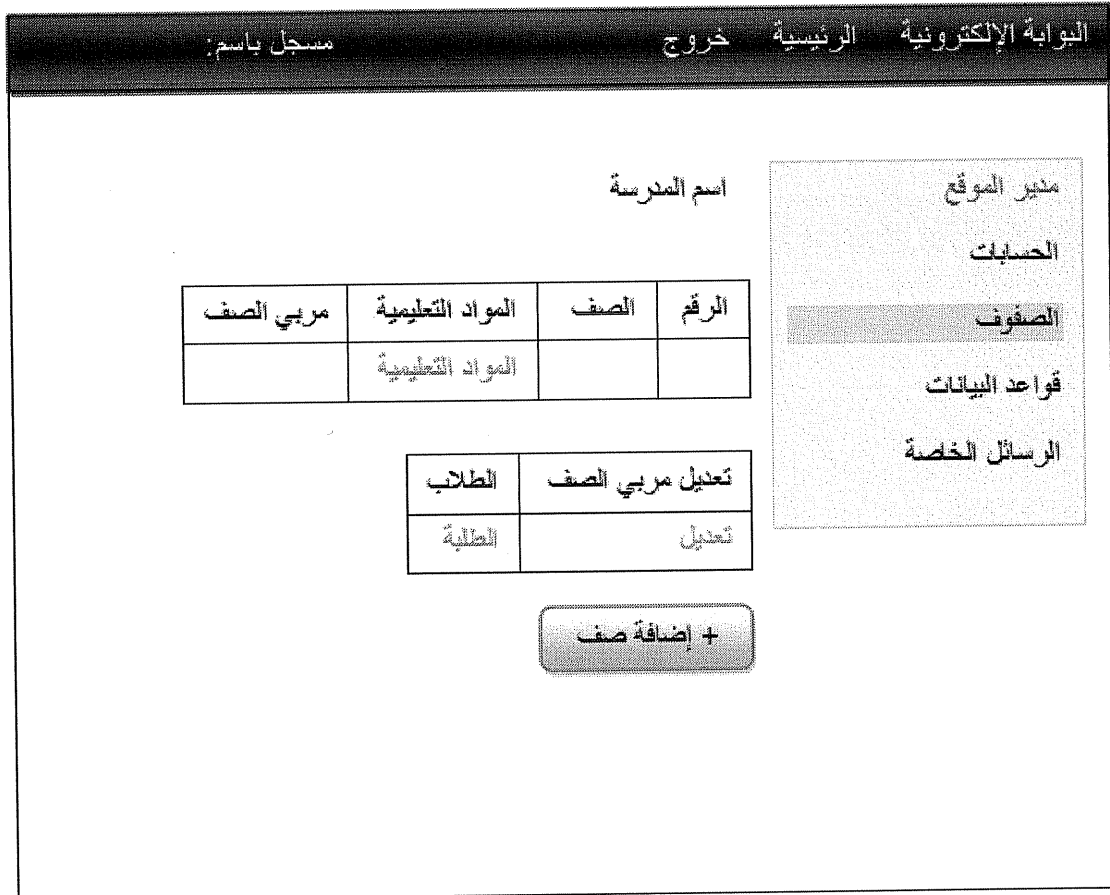 البوابة الإلكترونية الرئيسية خروج مسجل باسم:
مدير الموقع
الحسابات
الصفوف
قواعد البيانات
الرسائل الخاصة
اسم المدرسة
الرقم الصف المواد التعليمية مربي الصف
المواد التعليمية
تعديل مربي الصف الطلاب
تعديل الطلبة
+ إضافة صف